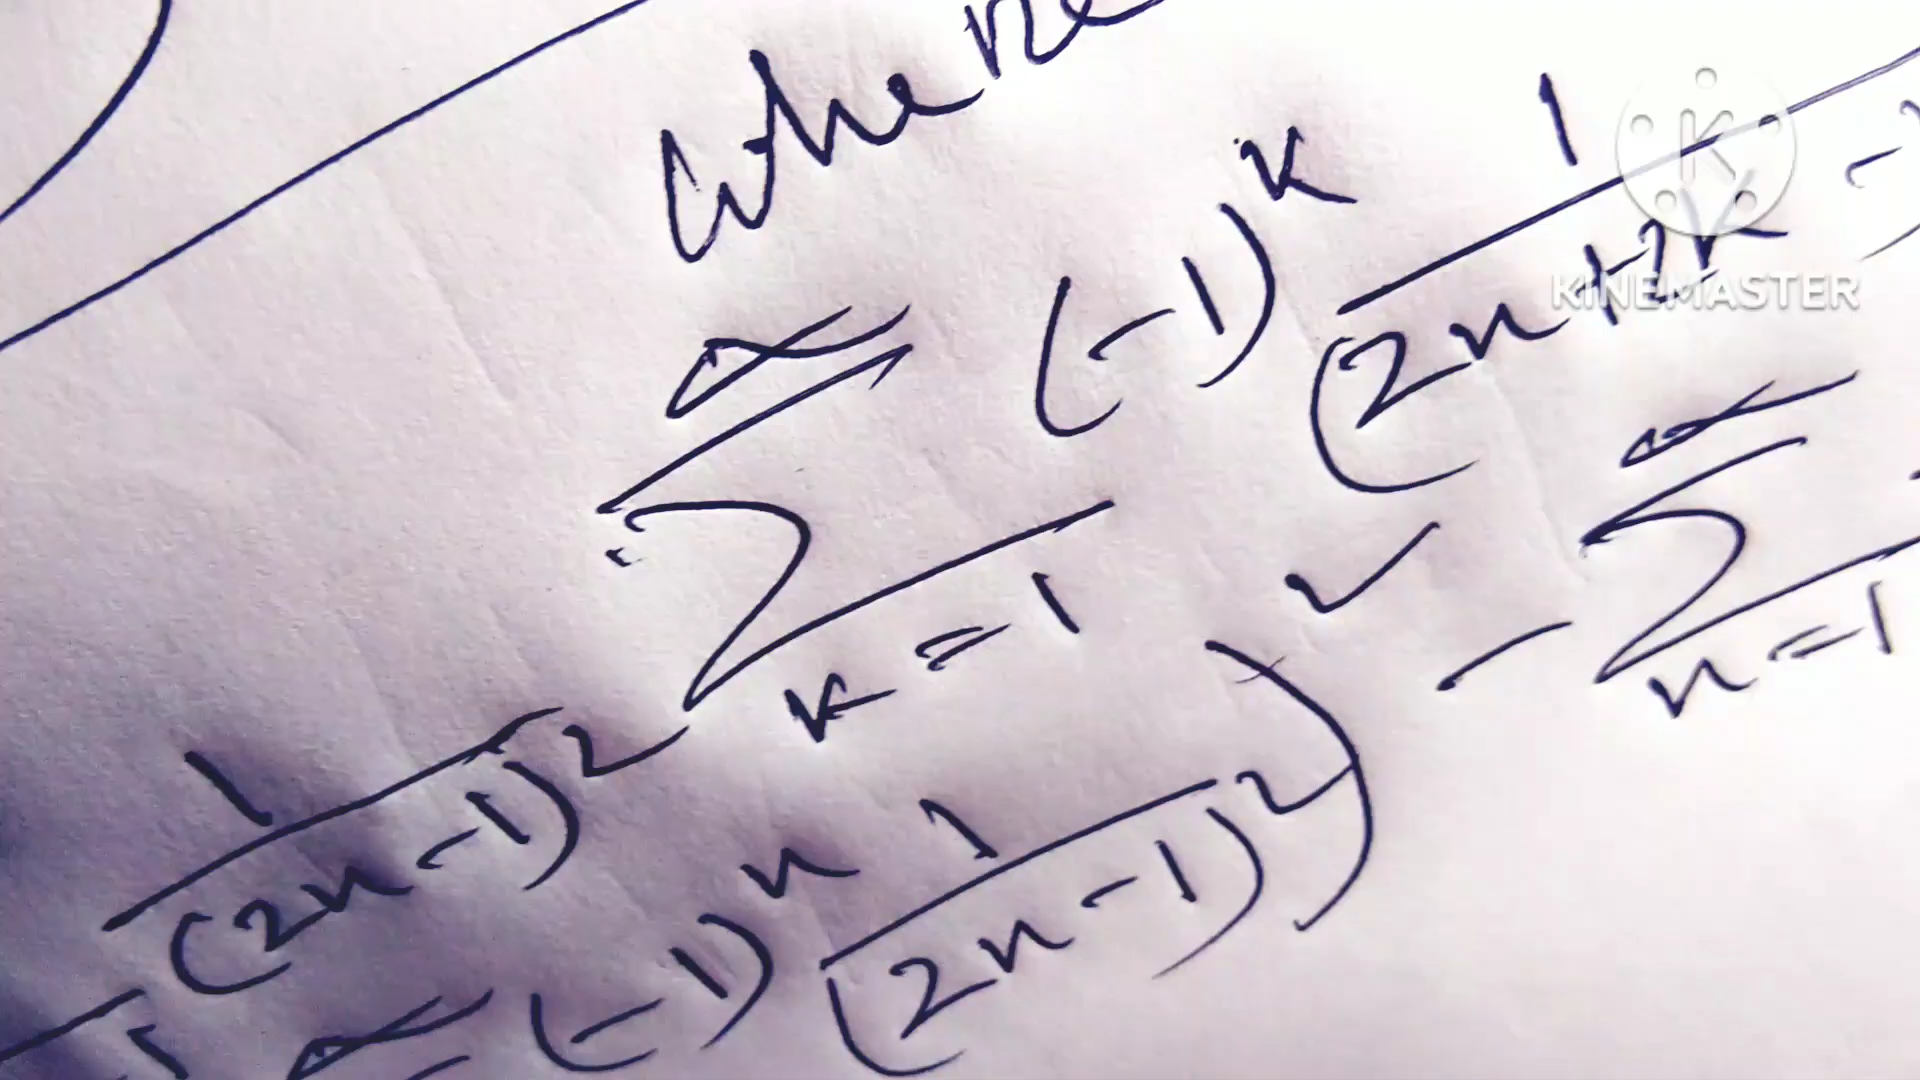 where
∞ (-1)^k 1/(2n+2k-
∑ k=1
1/(2n-1)^2 - ∑ n=1
(-1)^n 1/(2n-1)^2)
KINEMASTER